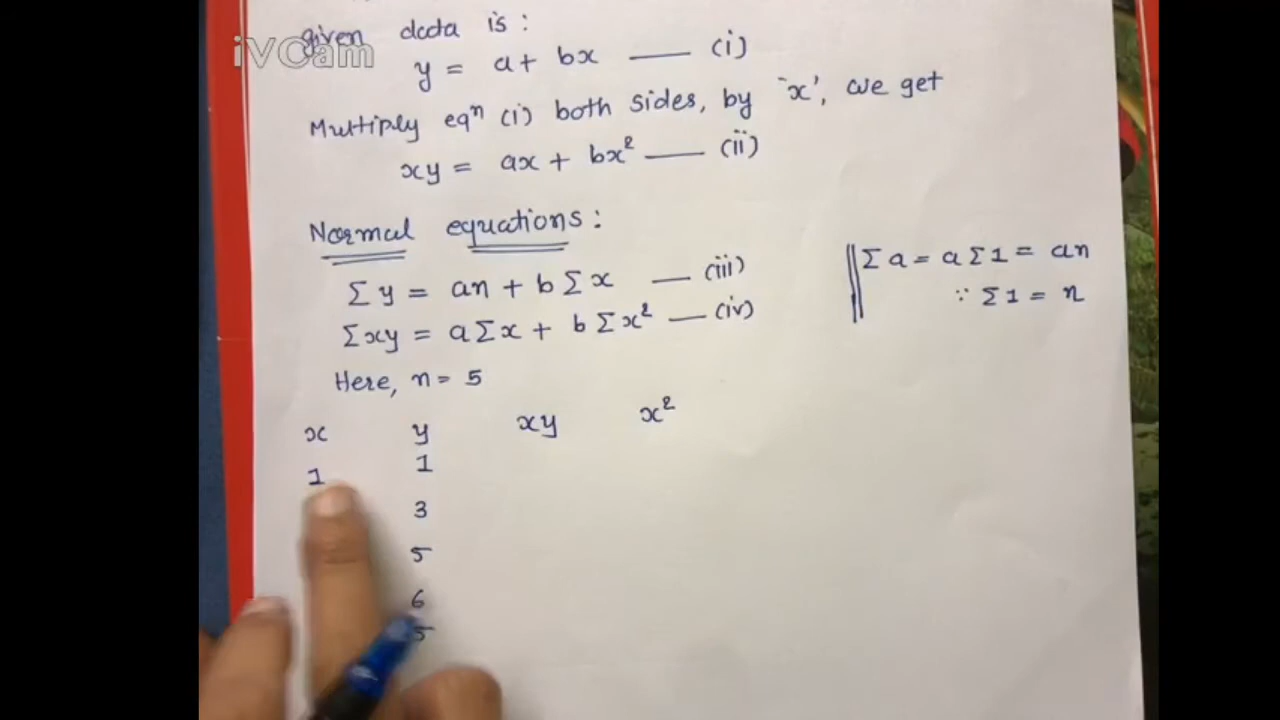 given data is:
iVCam
y = a + bx —— (i)
Multiply eqⁿ (i) both sides, by 'x', we get
xy = ax + bx² —— (ii)
Normal equations:
Σy = an + bΣx — (iii)
Σxy = aΣx + bΣx² — (iv)
‖ Σa = aΣ1 = an
∵ Σ1 = n
Here, n = 5
x y xy x²
1 1
3
5
6
5